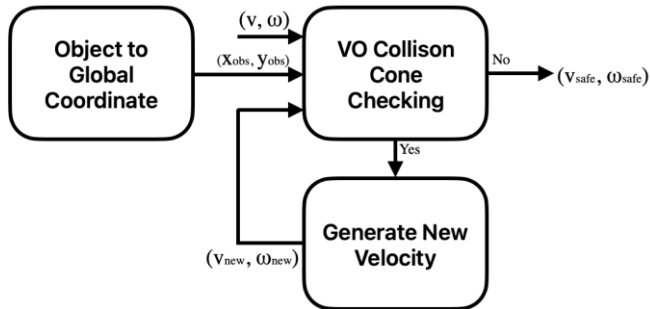 Object to
Global
Coordinate
(v, ω)
(xobs, yobs)
VO Collison
Cone
Checking
No
(vsafe, ωsafe)
Yes
Generate New
Velocity
(vnew, ωnew)